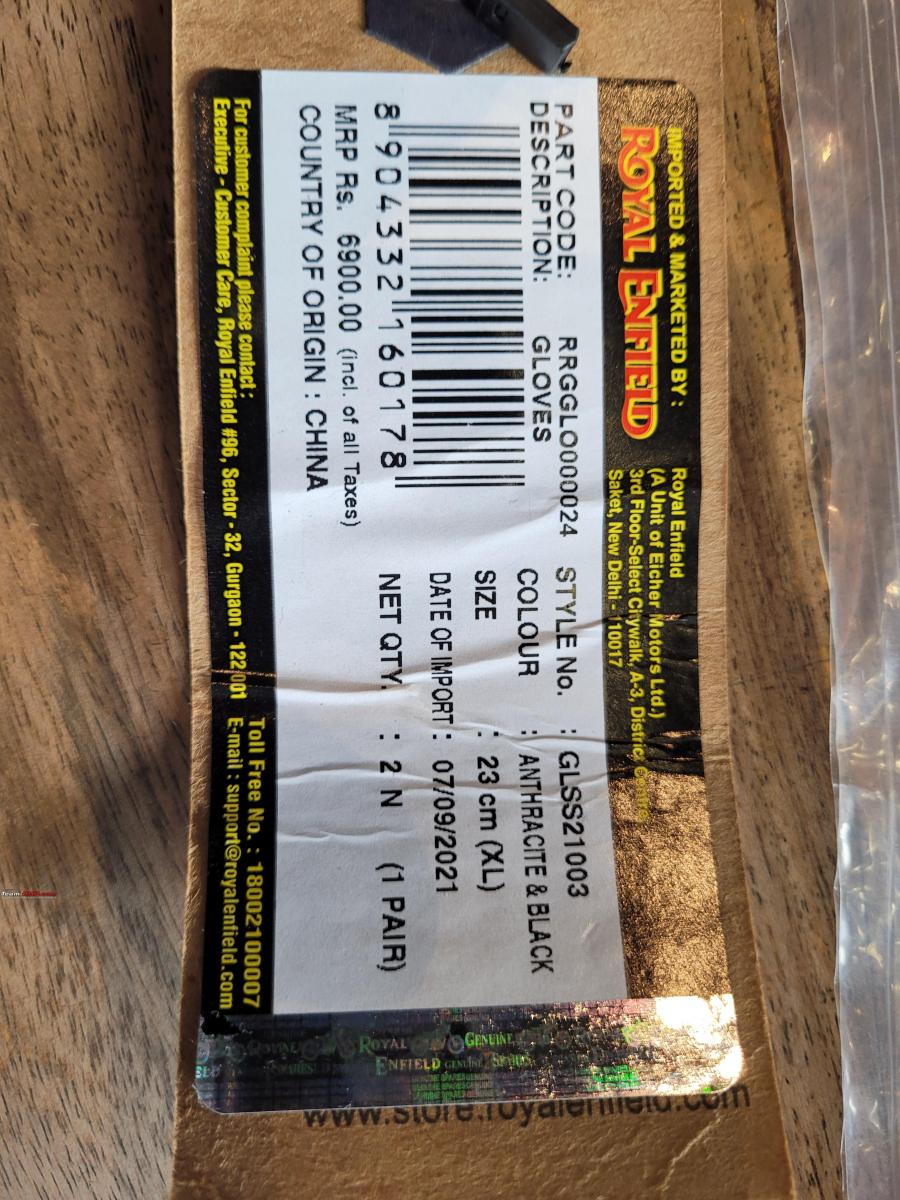 IMPORTED & MARKETED BY :
ROYAL ENFIELD
Royal Enfield
(A Unit of Eicher Motors Ltd.)
3rd Floor-Select Citywalk, A-3, District Centre
Saket, New Delhi - 110017
PART CODE: RRGGLO000024 STYLE No. : GLSS21003
DESCRIPTION: GLOVES COLOUR : ANTHRACITE & BLACK
SIZE : 23 cm (XL)
DATE OF IMPORT : 07/09/2021
8 904332 160178 NET QTY. : 2 N (1 PAIR)
MRP Rs. 6900.00 (incl. of all Taxes)
COUNTRY OF ORIGIN : CHINA
For customer complaint please contact :
Executive - Customer Care, Royal Enfield #96, Sector - 32, Gurgaon - 122001
Toll Free No. : 1800210007
E-mail : support@royalenfield.com
ROYAL ENFIELD
GENUINE
www.store.royalenfield.com